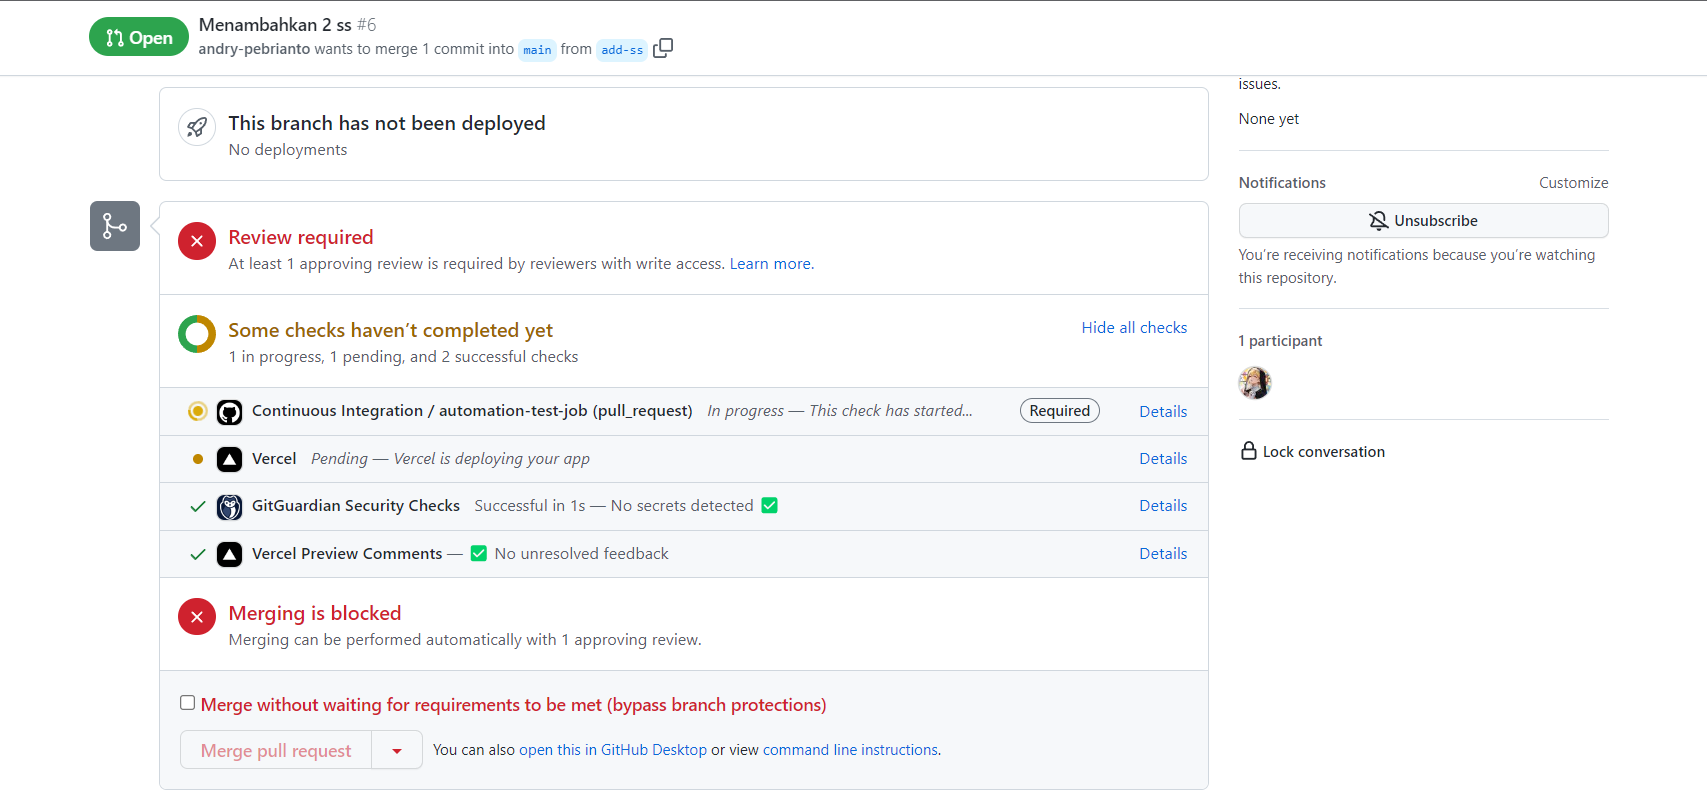 Open
Menambahkan 2 ss #6
andry-pebrianto wants to merge 1 commit into main from add-ss
This branch has not been deployed
No deployments
Review required
At least 1 approving review is required by reviewers with write access. Learn more.
Some checks haven't completed yet
Hide all checks
1 in progress, 1 pending, and 2 successful checks
Continuous Integration / automation-test-job (pull_request) In progress — This check has started... Required Details
Vercel Pending — Vercel is deploying your app Details
GitGuardian Security Checks Successful in 1s — No secrets detected ✅ Details
Vercel Preview Comments — ✅ No unresolved feedback Details
Merging is blocked
Merging can be performed automatically with 1 approving review.
Merge without waiting for requirements to be met (bypass branch protections)
Merge pull request
You can also open this in GitHub Desktop or view command line instructions.
issues.
None yet
Notifications Customize
Unsubscribe
You're receiving notifications because you're watching
this repository.
1 participant
Lock conversation